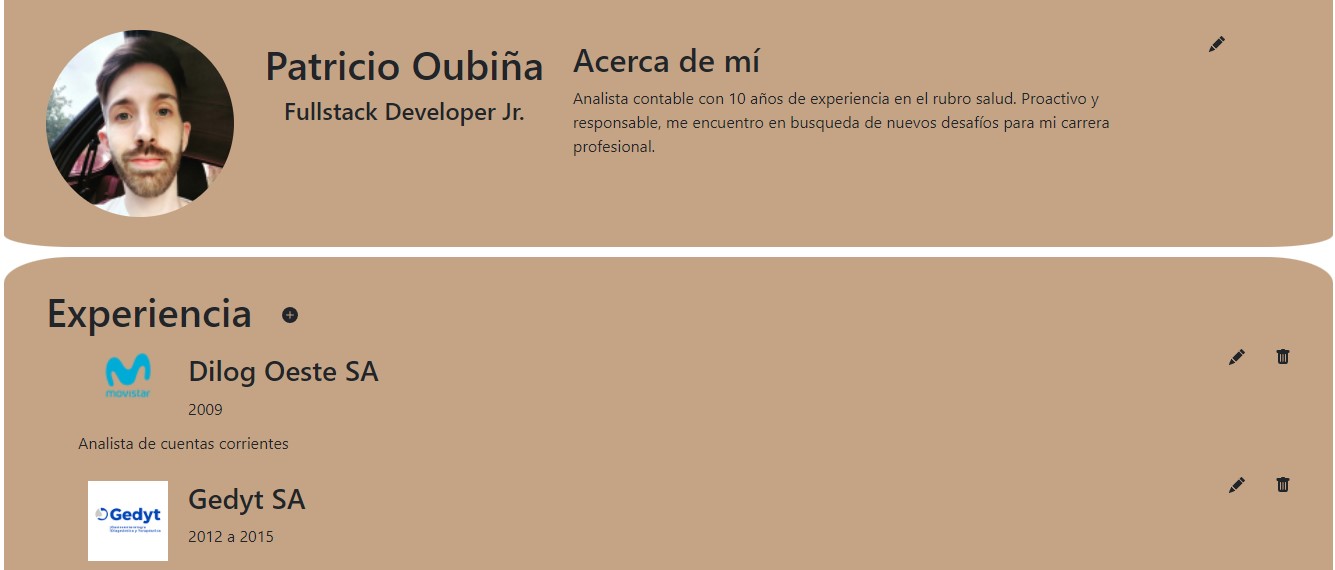 Patricio Oubiña
Fullstack Developer Jr.
Acerca de mí
Analista contable con 10 años de experiencia en el rubro salud. Proactivo y
responsable, me encuentro en busqueda de nuevos desafíos para mi carrera
profesional.
Experiencia
movistar
Dilog Oeste SA
2009
Analista de cuentas corrientes
Gedyt
Gedyt SA
2012 a 2015